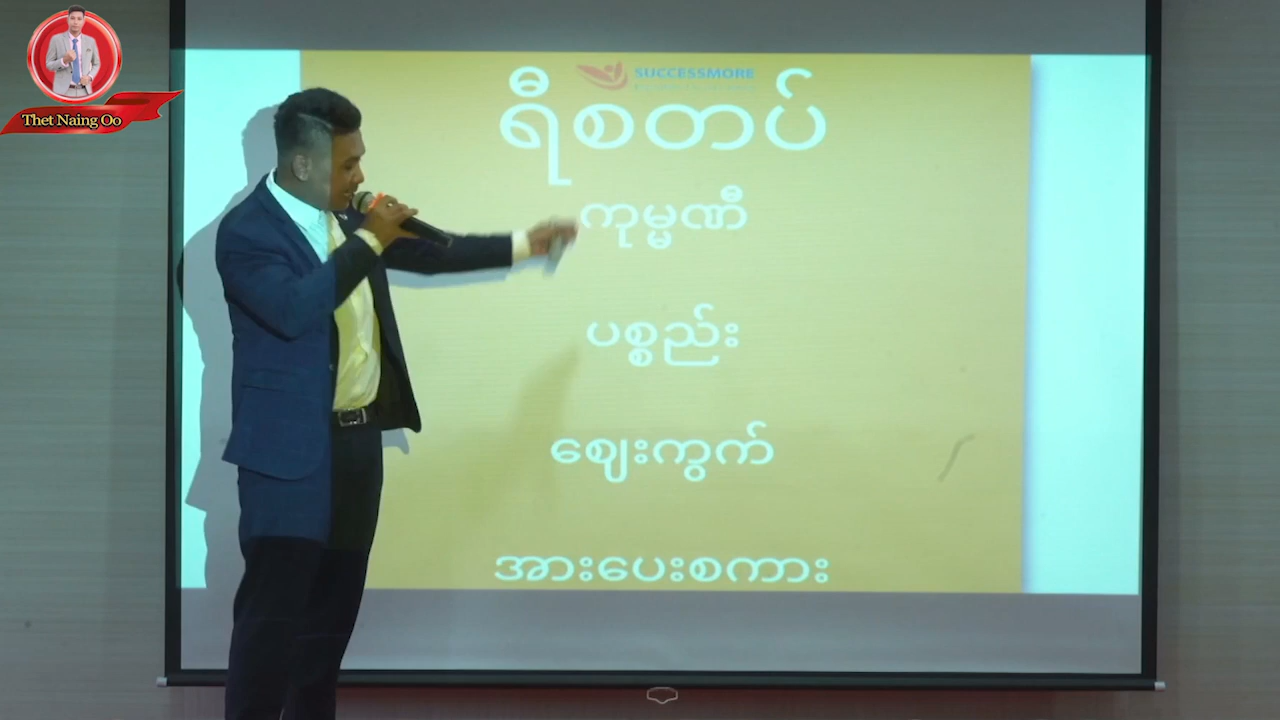 Thet Naing Oo
SUCCESSMORE
ရီစတပ်
ကုမ္မဏီ
ပစ္စည်း
ဈေးကွက်
အားပေးစကား